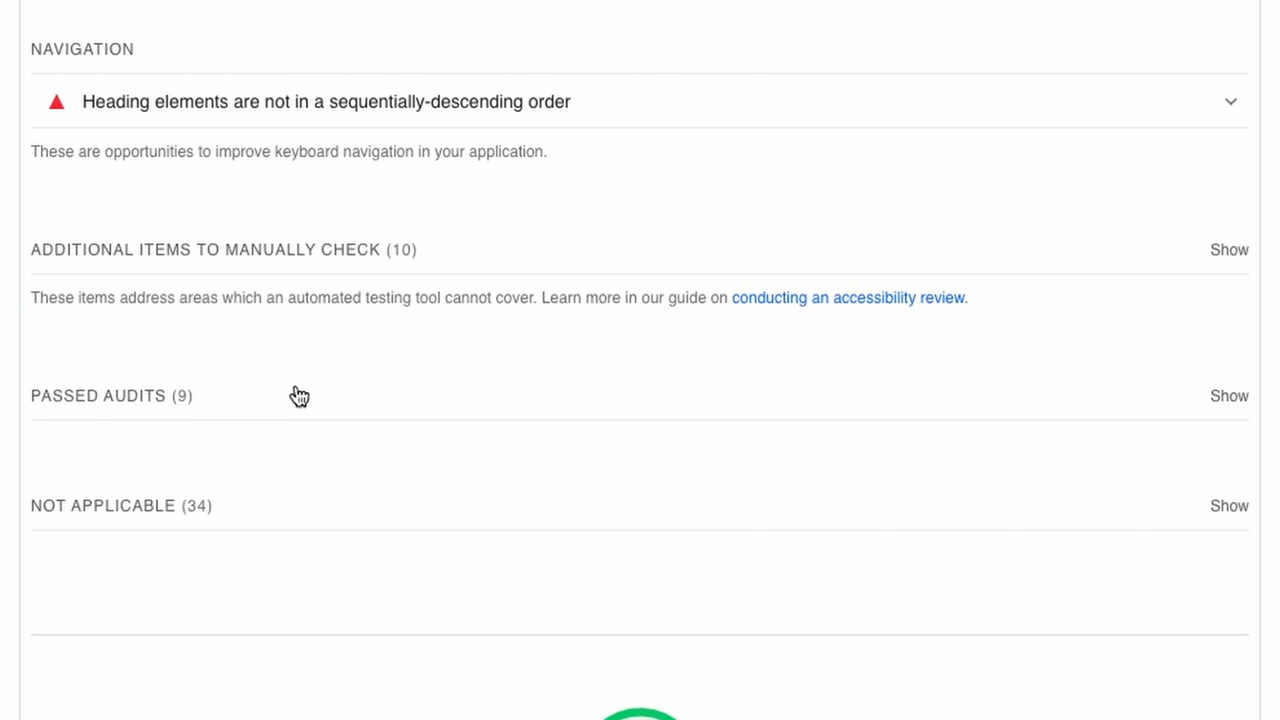 NAVIGATION
Heading elements are not in a sequentially-descending order
These are opportunities to improve keyboard navigation in your application.
ADDITIONAL ITEMS TO MANUALLY CHECK (10) Show
These items address areas which an automated testing tool cannot cover. Learn more in our guide on conducting an accessibility review.
PASSED AUDITS (9) Show
NOT APPLICABLE (34) Show